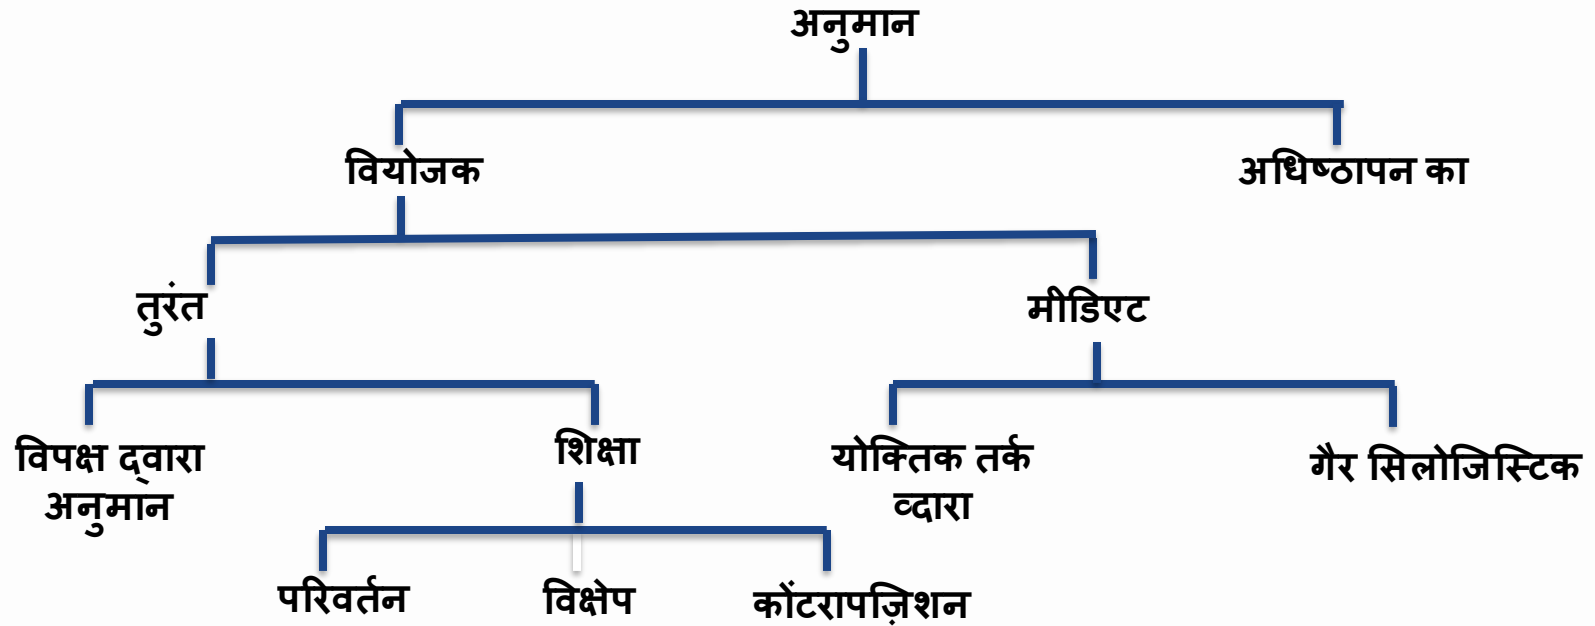 अनुमान
वियोजक
अधिष्ठापन का
तुरंत
मीडिएट
विपक्ष द्वारा
अनुमान
शिक्षा
योक्तिक तर्क
व्दारा
गैर सिलोजिस्टिक
परिवर्तन
विक्षेप
कोंटरापज़िशन